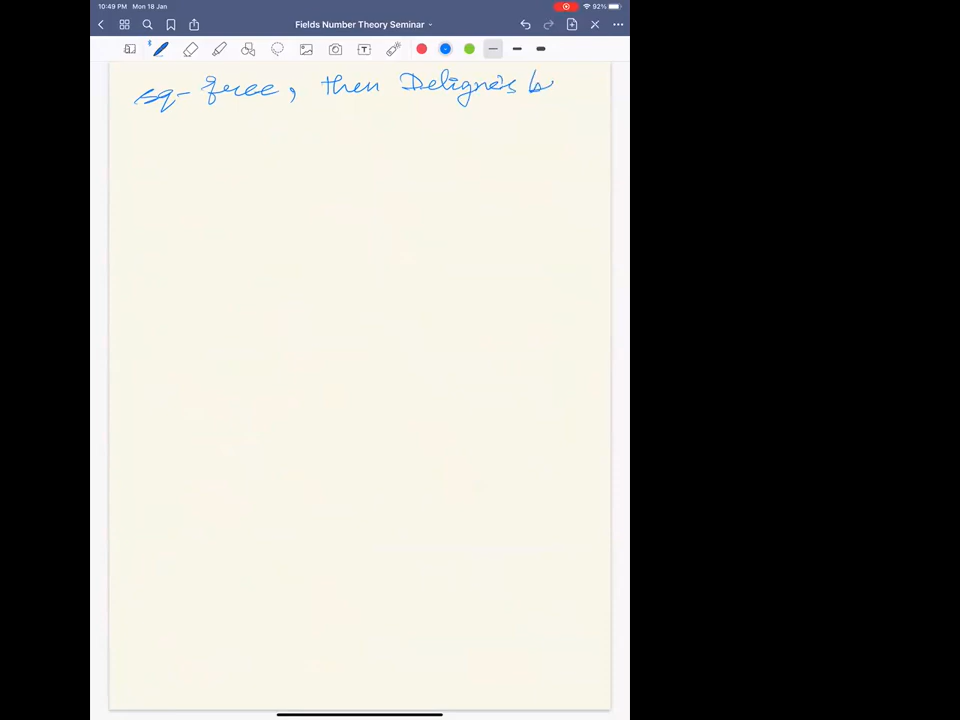 10:49 PM Mon 18 Jan
92%
Fields Number Theory Seminar
sq-free, then Deligne's b